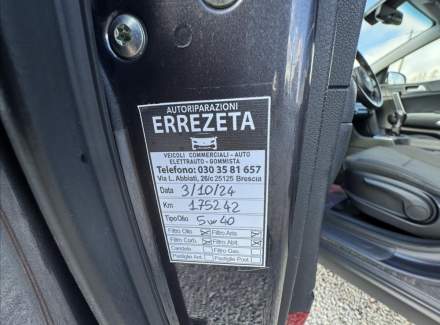 AUTORIPARAZIONI
ERREZETA
VEICOLI COMMERCIALI - AUTO
ELETTRAUTO - GOMMISTA
Telefono: 030 35 81 657
Via L. Abbiati, 26/c 25125 Brescia
Data 3/10/24
Km 175242
Tipo Olio 5w40
Filtro Olio Filtro Aria
Filtro Carb. Filtro Abit.
Candele Filtro Gas
Pastiglie Ant. Pastiglie Post.